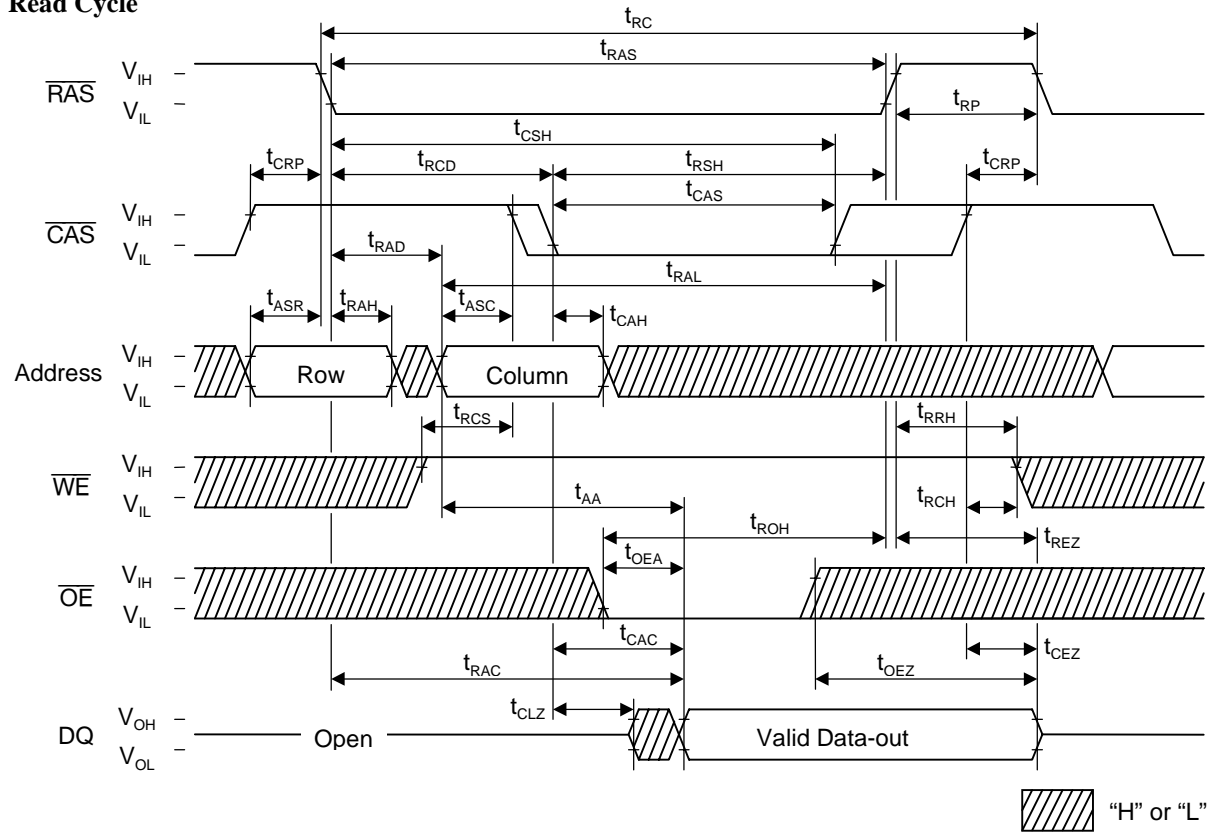 Read Cycle
tRC
tRAS
VIH
RAS
VIL
tRP
tCSH
tCRP
tRCD
tRSH
tCRP
tCAS
VIH
CAS
VIL
tRAD
tRAL
tASR
tRAH
tASC
tCAH
VIH
Address
Row
Column
VIL
tRCS
tRRH
VIH
WE
VIL
tAA
tRCH
tROH
tREZ
tOEA
VIH
OE
VIL
tCAC
tCEZ
tRAC
tOEZ
tCLZ
VOH
DQ
Open
Valid Data-out
VOL
“H” or “L”